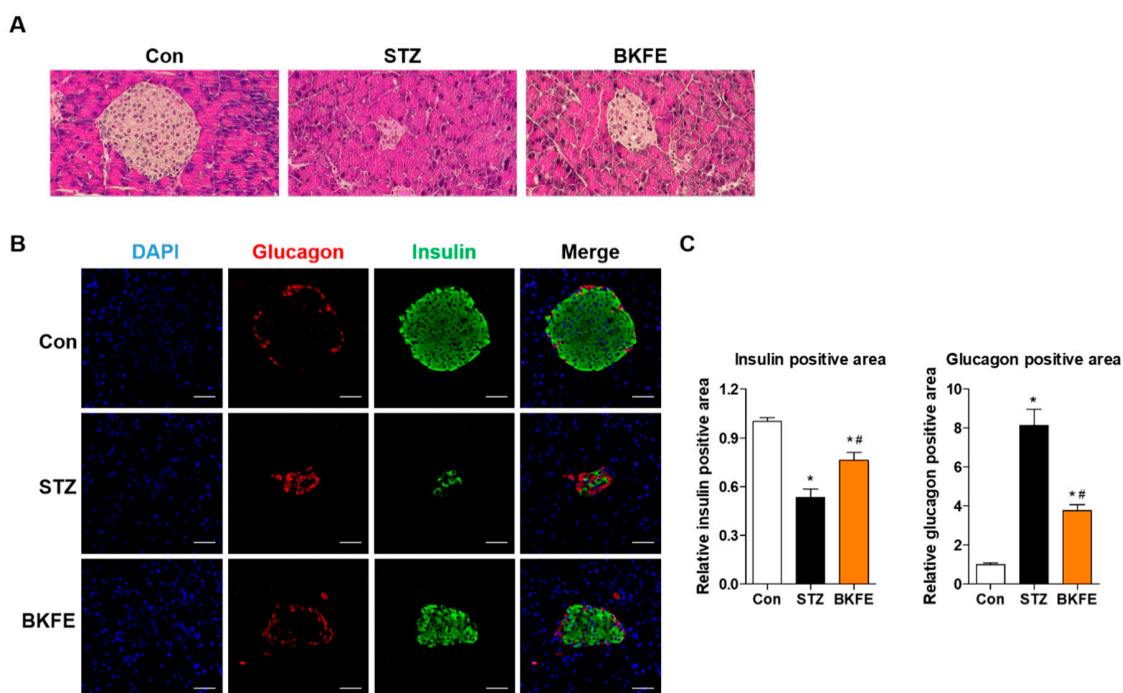 A
Con STZ BKFE
B
DAPI Glucagon Insulin Merge
Con
STZ
BKFE
C
Insulin positive area
Relative insulin positive area
1.2
0.9
0.6
0.3
0.0
*
* #
Con STZ BKFE
Glucagon positive area
Relative glucagon positive area
10
8
6
4
2
0
*
* #
Con STZ BKFE